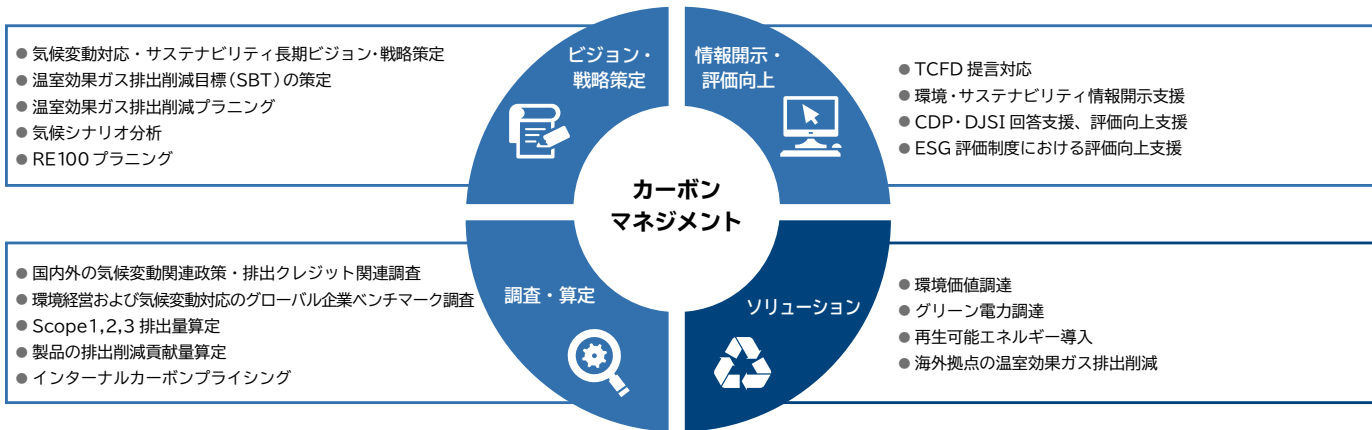 ● 気候変動対応・サステナビリティ長期ビジョン・戦略策定
● 温室効果ガス排出削減目標(SBT)の策定
● 温室効果ガス排出削減プラニング
● 気候シナリオ分析
● RE100 プラニング
ビジョン・
戦略策定
情報開示・
評価向上
● TCFD 提言対応
● 環境・サステナビリティ情報開示支援
● CDP・DJSI 回答支援、評価向上支援
● ESG 評価制度における評価向上支援
カーボン
マネジメント
● 国内外の気候変動関連政策・排出クレジット関連調査
● 環境経営および気候変動対応のグローバル企業ベンチマーク調査
● Scope1,2,3 排出量算定
● 製品の排出削減貢献量算定
● インターナルカーボンプライシング
調査・算定
ソリューション
● 環境価値調達
● グリーン電力調達
● 再生可能エネルギー導入
● 海外拠点の温室効果ガス排出削減